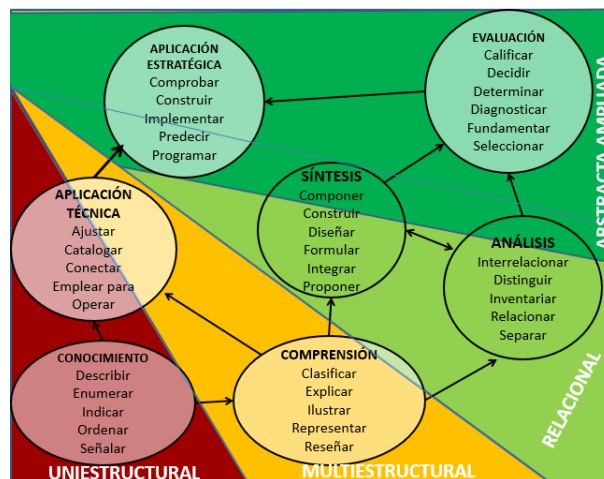 APLICACIÓN
ESTRATÉGICA
Comprobar
Construir
Implementar
Predecir
Programar
EVALUACIÓN
Calificar
Decidir
Determinar
Diagnosticar
Fundamentar
Seleccionar
ABSTRACTA AMPLIADA
APLICACIÓN
TÉCNICA
Ajustar
Catalogar
Conectar
Emplear para
Operar
SÍNTESIS
Componer
Construir
Diseñar
Formular
Integrar
Proponer
ANÁLISIS
Interrelacionar
Distinguir
Inventariar
Relacionar
Separar
CONOCIMIENTO
Describir
Enumerar
Indicar
Ordenar
Señalar
COMPRENSIÓN
Clasificar
Explicar
Ilustrar
Representar
Reseñar
RELACIONAL
UNIESTRUCTURAL
MULTIESTRUCTURAL